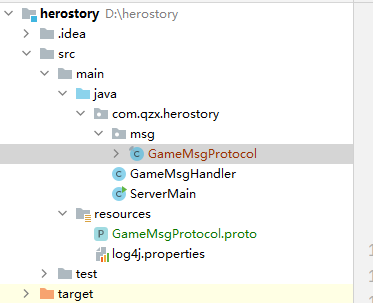 herostory D:\herostory
.idea
src
main
java
com.qzx.herostory
msg
GameMsgProtocol
GameMsgHandler
ServerMain
resources
GameMsgProtocol.proto
log4j.properties
test
target